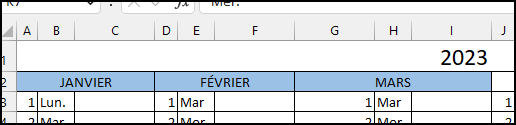 K7 fx Mer.
A B C D E F G H I J
1 2023
2 JANVIER FÉVRIER MARS
3 1 Lun. 1 Mar 1 Mar 1
4 2 Mar 2 Mer 2 Mer 2